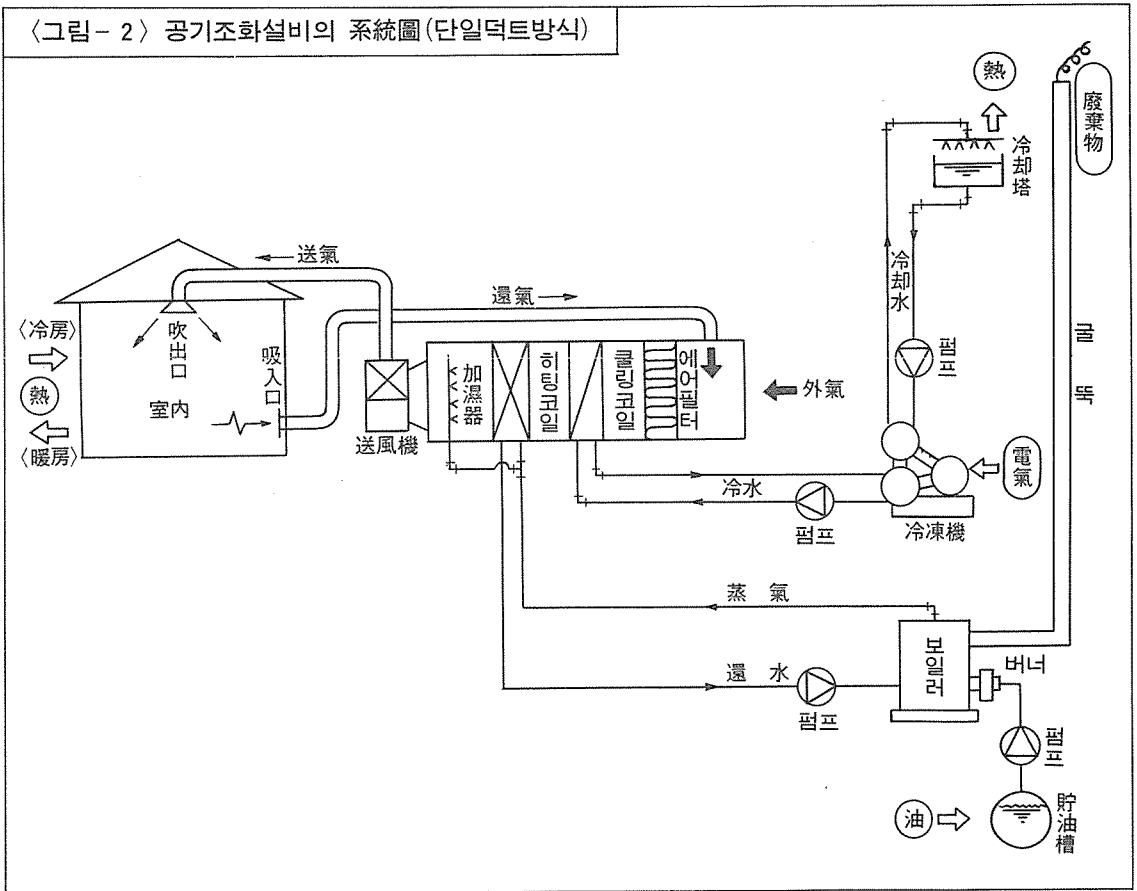 〈그림-2〉공기조화설비의 系統圖(단일덕트방식)
熱
廢棄物
冷却塔
送氣
還氣
冷却水
펌프
굴뚝
〈冷房〉
熱
〈暖房〉
吹出口
吸入口
室内
送風機
加濕器
히팅코일
쿨링코일
에어필터
外氣
電氣
冷水
펌프
冷凍機
蒸氣
보일러
버너
還水
펌프
펌프
油
貯油槽